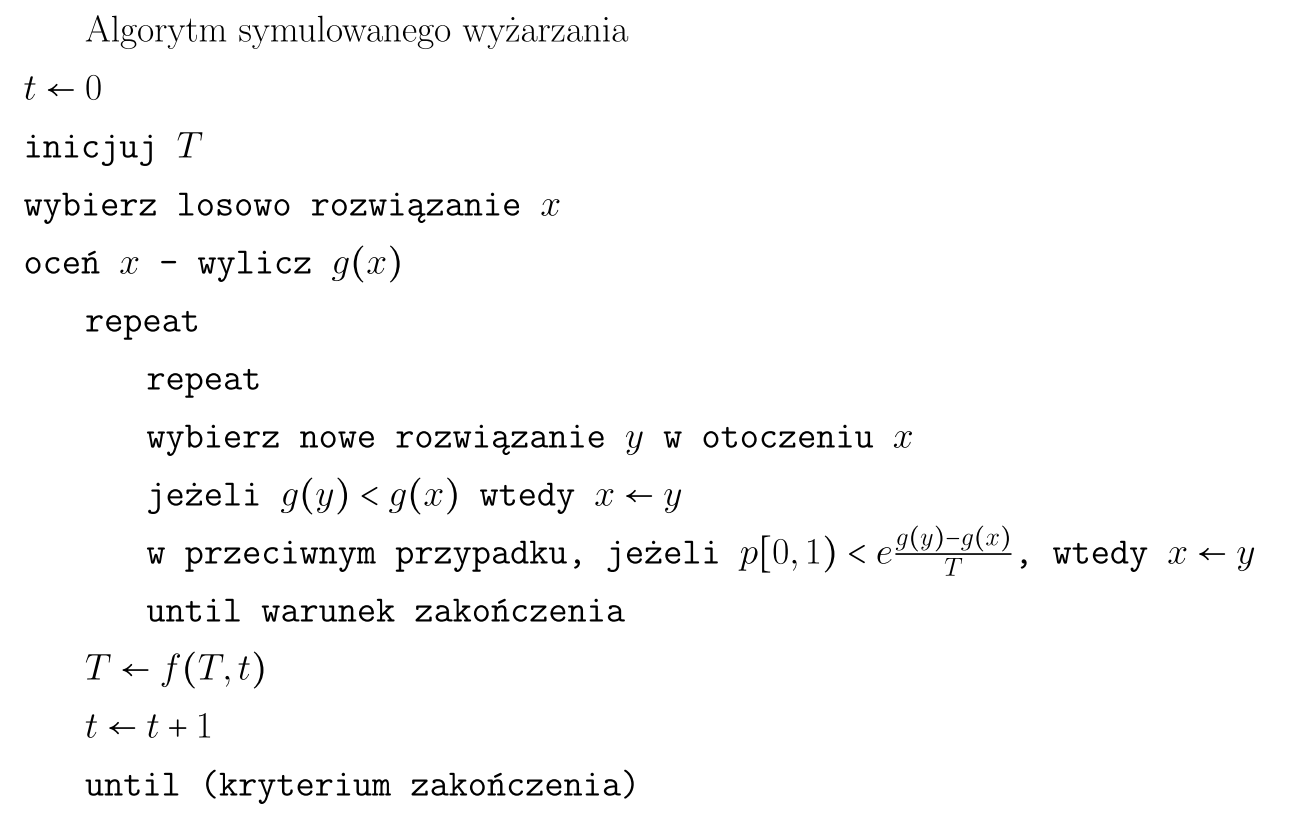 Algorytm symulowanego wyżarzania
t ← 0
inicjuj T
wybierz losowo rozwiązanie x
oceń x - wylicz g(x)
repeat
repeat
wybierz nowe rozwiązanie y w otoczeniu x
jeżeli g(y) < g(x) wtedy x ← y
w przeciwnym przypadku, jeżeli p[0, 1) < e^{\frac{g(y)-g(x)}{T}}, wtedy x ← y
until warunek zakończenia
T ← f(T, t)
t ← t + 1
until (kryterium zakończenia)